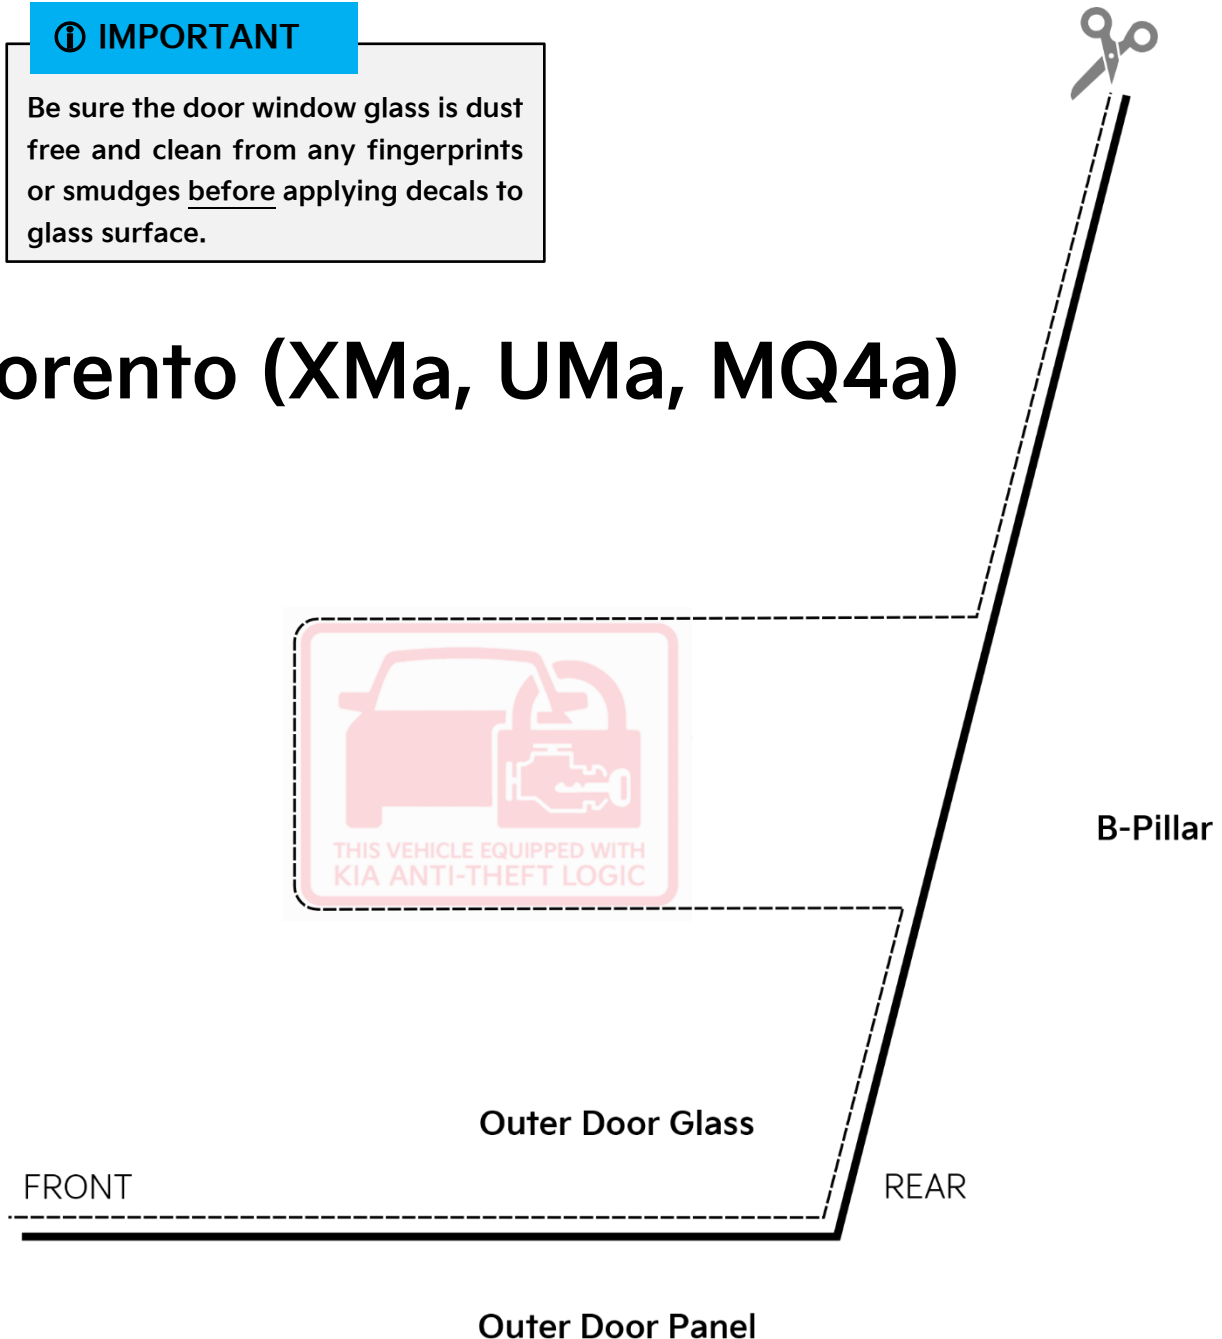 IMPORTANT
Be sure the door window glass is dust
free and clean from any fingerprints
or smudges before applying decals to
glass surface.
orento (XMa, UMa, MQ4a)
THIS VEHICLE EQUIPPED WITH
KIA ANTI-THEFT LOGIC
B-Pillar
Outer Door Glass
FRONT
REAR
Outer Door Panel